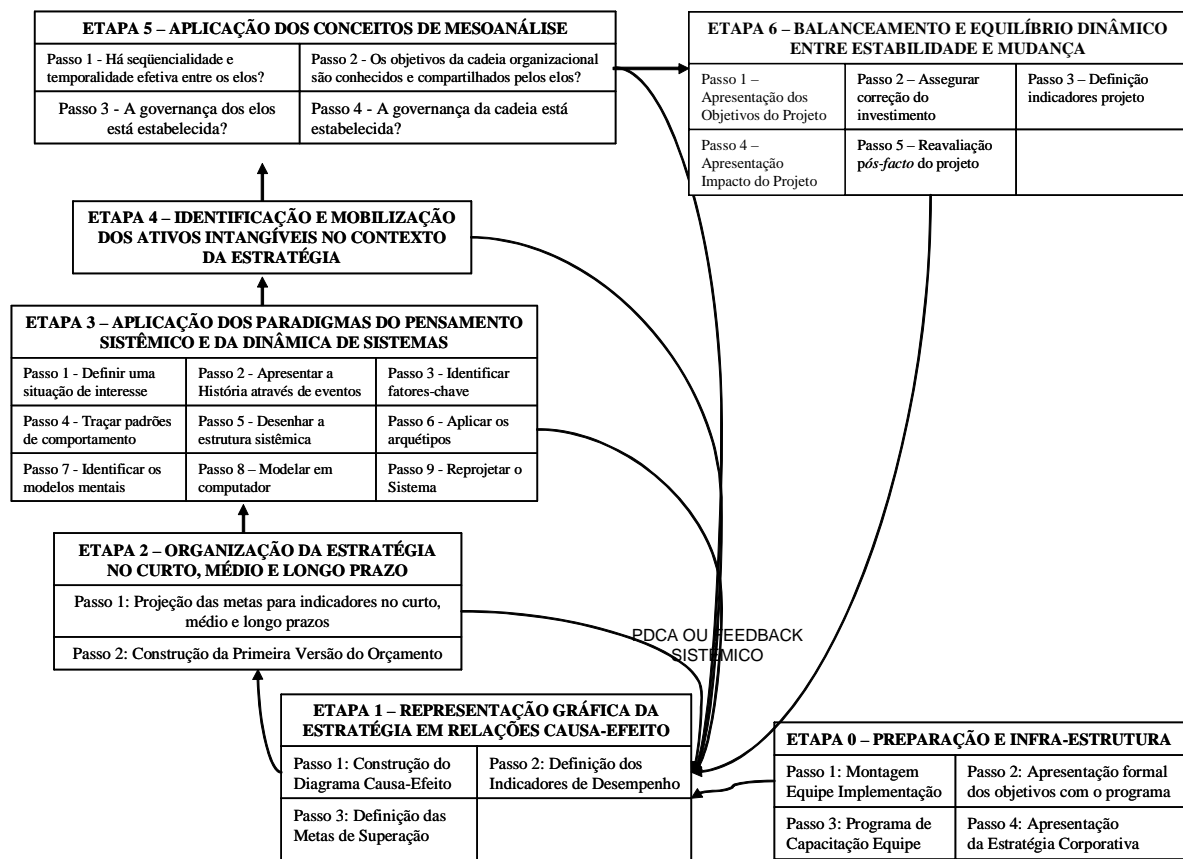 ETAPA 5 – APLICAÇÃO DOS CONCEITOS DE MESOANÁLISE
Passo 1 - Há seqüencialidade e
temporalidade efetiva entre os elos?
Passo 2 - Os objetivos da cadeia organizacional
são conhecidos e compartilhados pelos elos?
Passo 3 - A governança dos elos
está estabelecida?
Passo 4 - A governança da cadeia está
estabelecida?
ETAPA 6 – BALANCEAMENTO E EQUILÍBRIO DINÂMICO
ENTRE ESTABILIDADE E MUDANÇA
Passo 1 –
Apresentação dos
Objetivos do Projeto
Passo 2 – Assegurar
correção do
investimento
Passo 3 – Definição
indicadores projeto
Passo 4 –
Apresentação
Impacto do Projeto
Passo 5 – Reavaliação
pós-facto do projeto
ETAPA 4 – IDENTIFICAÇÃO E MOBILIZAÇÃO
DOS ATIVOS INTANGÍVEIS NO CONTEXTO
DA ESTRATÉGIA
ETAPA 3 – APLICAÇÃO DOS PARADIGMAS DO PENSAMENTO
SISTÊMICO E DA DINÂMICA DE SISTEMAS
Passo 1 - Definir uma
situação de interesse
Passo 2 - Apresentar a
História através de eventos
Passo 3 - Identificar
fatores-chave
Passo 4 - Traçar padrões
de comportamento
Passo 5 - Desenhar a
estrutura sistêmica
Passo 6 - Aplicar os
arquétipos
Passo 7 - Identificar os
modelos mentais
Passo 8 – Modelar em
computador
Passo 9 - Reprojetar o
Sistema
ETAPA 2 – ORGANIZAÇÃO DA ESTRATÉGIA
NO CURTO, MÉDIO E LONGO PRAZO
Passo 1: Projeção das metas para indicadores no curto,
médio e longo prazos
Passo 2: Construção da Primeira Versão do Orçamento
PDCA OU FEEDBACK
SISTÊMICO
ETAPA 1 – REPRESENTAÇÃO GRÁFICA DA
ESTRATÉGIA EM RELAÇÕES CAUSA-EFEITO
Passo 1: Construção do
Diagrama Causa-Efeito
Passo 2: Definição dos
Indicadores de Desempenho
Passo 3: Definição das
Metas de Superação
ETAPA 0 – PREPARAÇÃO E INFRA-ESTRUTURA
Passo 1: Montagem
Equipe Implementação
Passo 2: Apresentação formal
dos objetivos com o programa
Passo 3: Programa de
Capacitação Equipe
Passo 4: Apresentação
da Estratégia Corporativa